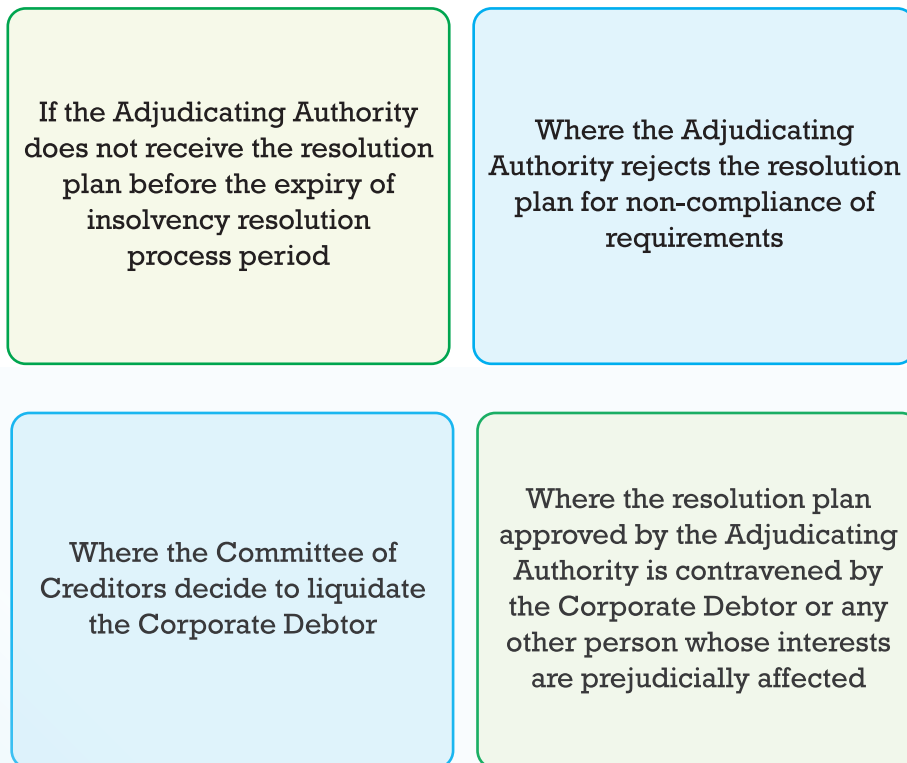 If the Adjudicating Authority
does not receive the resolution
plan before the expiry of
insolvency resolution
process period
Where the Adjudicating
Authority rejects the resolution
plan for non-compliance of
requirements
Where the Committee of
Creditors decide to liquidate
the Corporate Debtor
Where the resolution plan
approved by the Adjudicating
Authority is contravened by
the Corporate Debtor or any
other person whose interests
are prejudicially affected